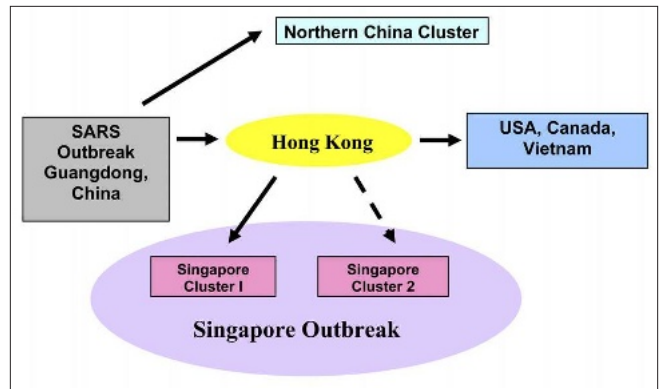 Northern China Cluster
SARS
Outbreak
Guangdong,
China
Hong Kong
USA, Canada,
Vietnam
Singapore
Cluster I
Singapore
Cluster 2
Singapore Outbreak